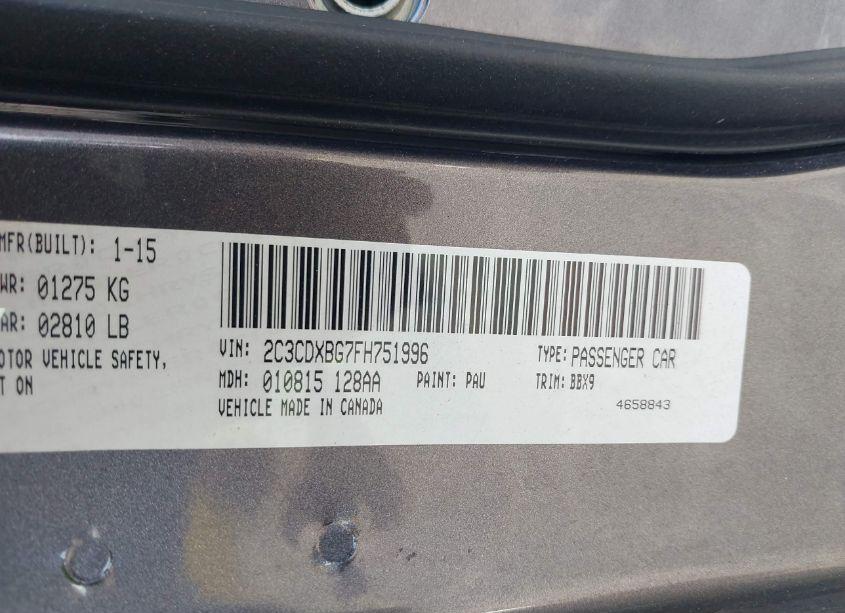 MFR(BUILT): 1-15
WR: 01275 KG
AR: 02810 LB
OTOR VEHICLE SAFETY,
T ON
VIN: 2C3CDXBG7FH751996 TYPE: PASSENGER CAR
MDH: 010815 128AA PAINT: PAU TRIM: BBX9
VEHICLE MADE IN CANADA 4658843